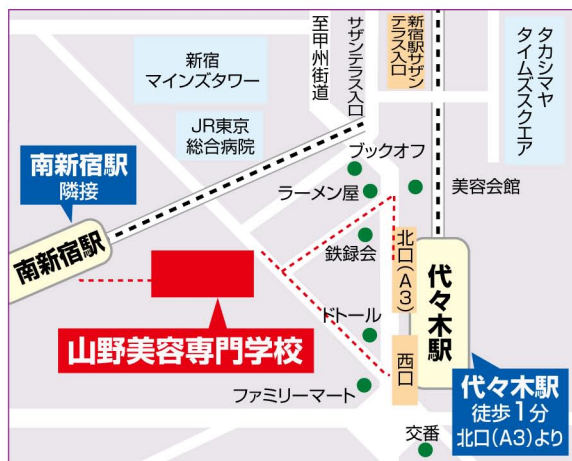 至甲州街道
サザンテラス入口
新宿駅サザン
テラス入口
タカシマヤ
タイムズスクエア
新宿
マインズタワー
JR東京
総合病院
南新宿駅
隣接
南新宿駅
ブックオフ
ラーメン屋
美容会館
鉄録会
北口(A3)
代々木駅
山野美容専門学校
ドトール
西口
ファミリーマート
代々木駅
徒歩1分
北口(A3)より
交番